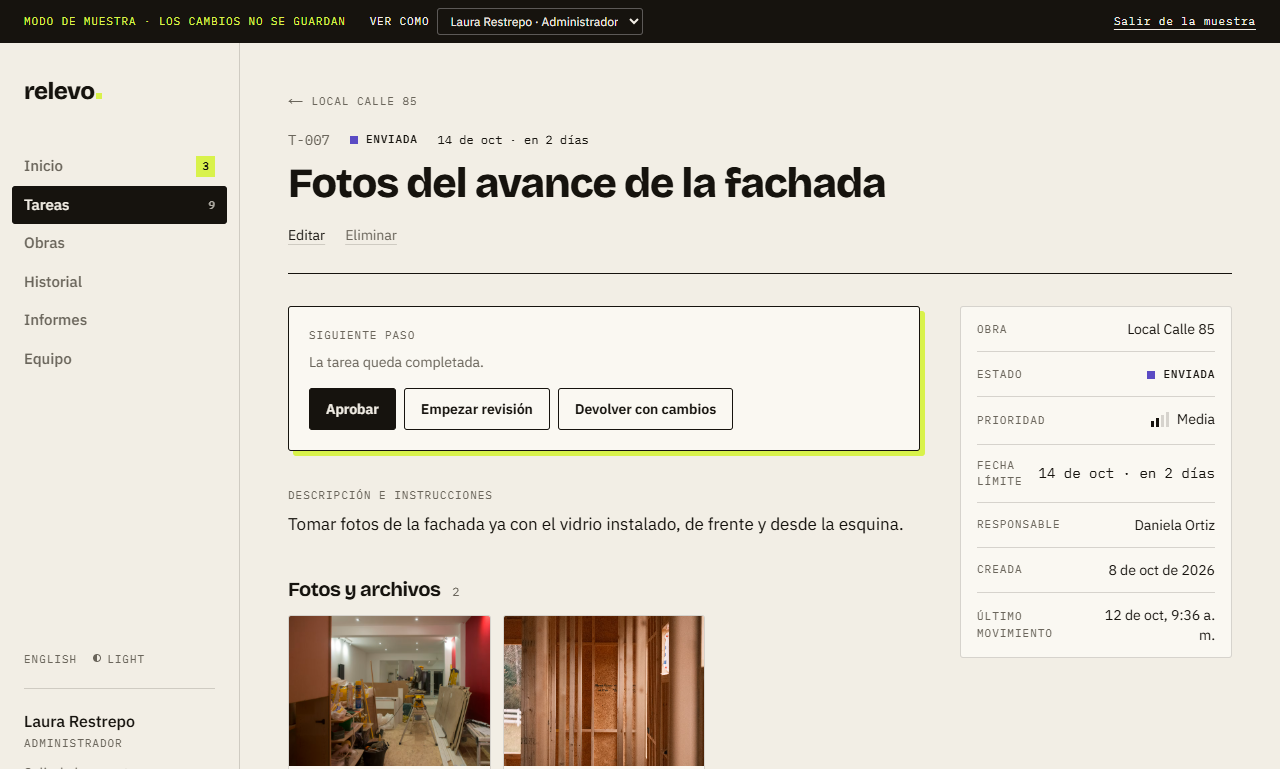 MODO DE MUESTRA · LOS CAMBIOS NO SE GUARDAN VER COMO Laura Restrepo · Administrador Salir de la muestra
relevo.
Inicio 3
Tareas 9
Obras
Historial
Informes
Equipo
ENGLISH LIGHT
Laura Restrepo
ADMINISTRADOR
← LOCAL CALLE 85
T-007 ENVIADA 14 de oct · en 2 días
Fotos del avance de la fachada
Editar Eliminar
SIGUIENTE PASO
La tarea queda completada.
Aprobar Empezar revisión Devolver con cambios
DESCRIPCIÓN E INSTRUCCIONES
Tomar fotos de la fachada ya con el vidrio instalado, de frente y desde la esquina.
Fotos y archivos 2
OBRA Local Calle 85
ESTADO ENVIADA
PRIORIDAD Media
FECHA
LÍMITE 14 de oct · en 2 días
RESPONSABLE Daniela Ortiz
CREADA 8 de oct de 2026
ÚLTIMO
MOVIMIENTO 12 de oct, 9:36 a.
m.